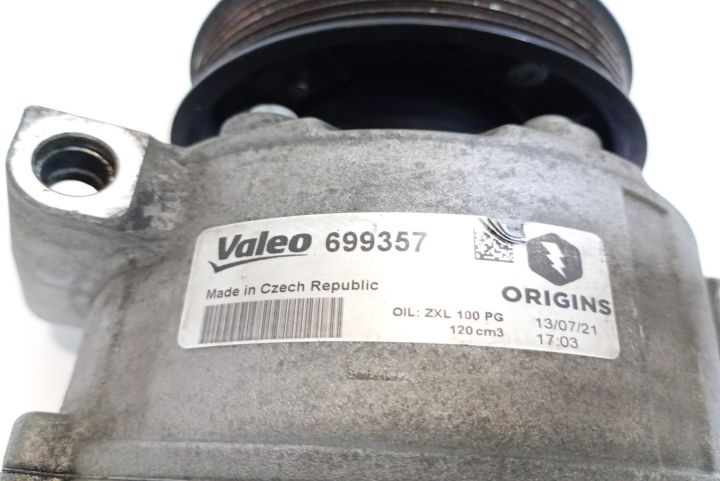 Valeo 699357
Made in Czech Republic
OIL: ZXL 100 PG
120 cm3
ORIGINS
13/07/21
17:03